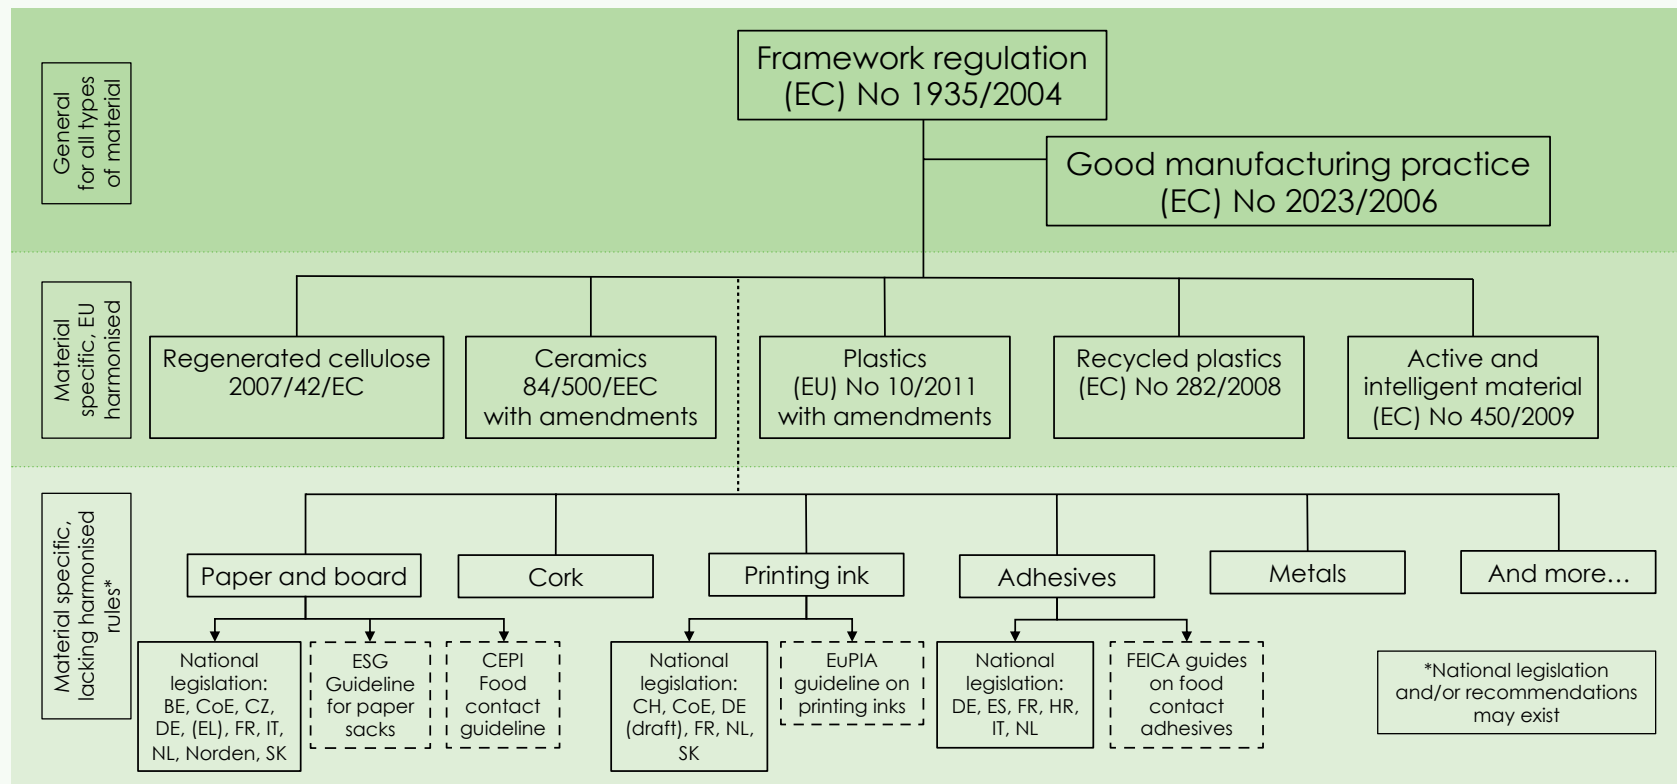 General
for all types
of material
Framework regulation
(EC) No 1935/2004
Good manufacturing practice
(EC) No 2023/2006
Material
specific, EU
harmonised
Regenerated cellulose
2007/42/EC
Ceramics
84/500/EEC
with amendments
Plastics
(EU) No 10/2011
with amendments
Recycled plastics
(EC) No 282/2008
Active and
intelligent material
(EC) No 450/2009
Material specific,
lacking harmonised
rules*
Paper and board
Cork
Printing ink
Adhesives
Metals
And more…
National
legislation:
BE, CoE, CZ,
DE, (EL), FR, IT,
NL, Norden, SK
ESG
Guideline
for paper
sacks
CEPI
Food
contact
guideline
National
legislation:
CH, CoE, DE
(draft), FR, NL,
SK
EuPIA
guideline on
printing inks
National
legislation:
DE, ES, FR, HR,
IT, NL
FEICA guides
on food
contact
adhesives
*National legislation
and/or recommendations
may exist